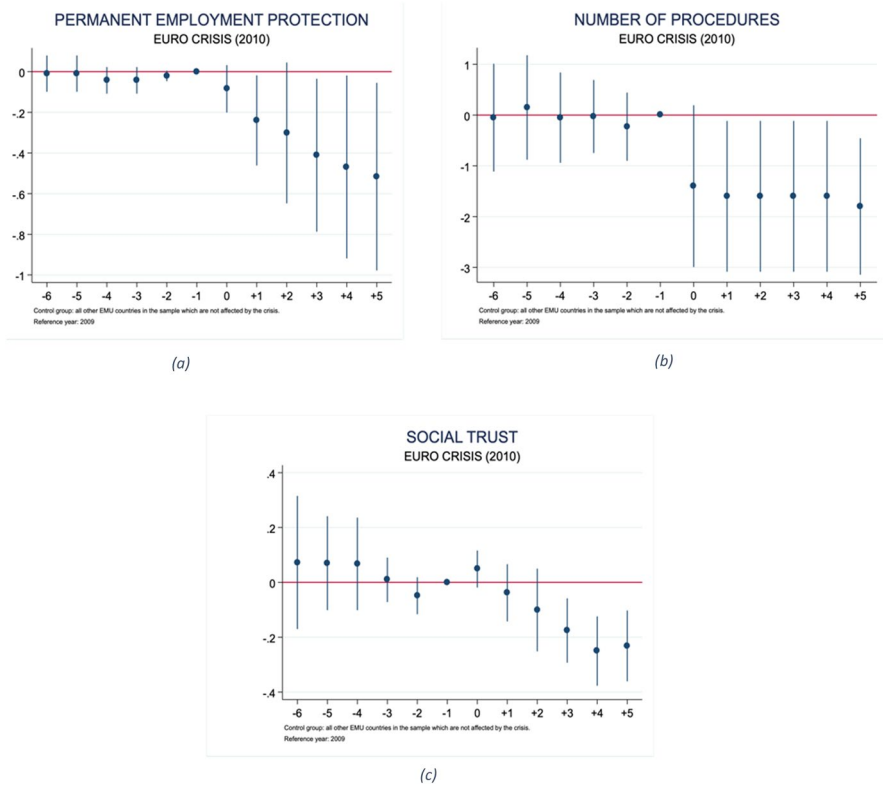 PERMANENT EMPLOYMENT PROTECTION
EURO CRISIS (2010)
0
-.2
-.4
-.6
-.8
-1
-6 -5 -4 -3 -2 -1 0 +1 +2 +3 +4 +5
Control group: all other EMU countries in the sample which are not affected by the crisis.
Reference year: 2009
(a)
NUMBER OF PROCEDURES
EURO CRISIS (2010)
1
0
-1
-2
-3
-6 -5 -4 -3 -2 -1 0 +1 +2 +3 +4 +5
Control group: all other EMU countries in the sample which are not affected by the crisis.
Reference year: 2009
(b)
SOCIAL TRUST
EURO CRISIS (2010)
.4
.2
0
-.2
-.4
-6 -5 -4 -3 -2 -1 0 +1 +2 +3 +4 +5
Control group: all other EMU countries in the sample which are not affected by the crisis.
Reference year: 2009
(c)